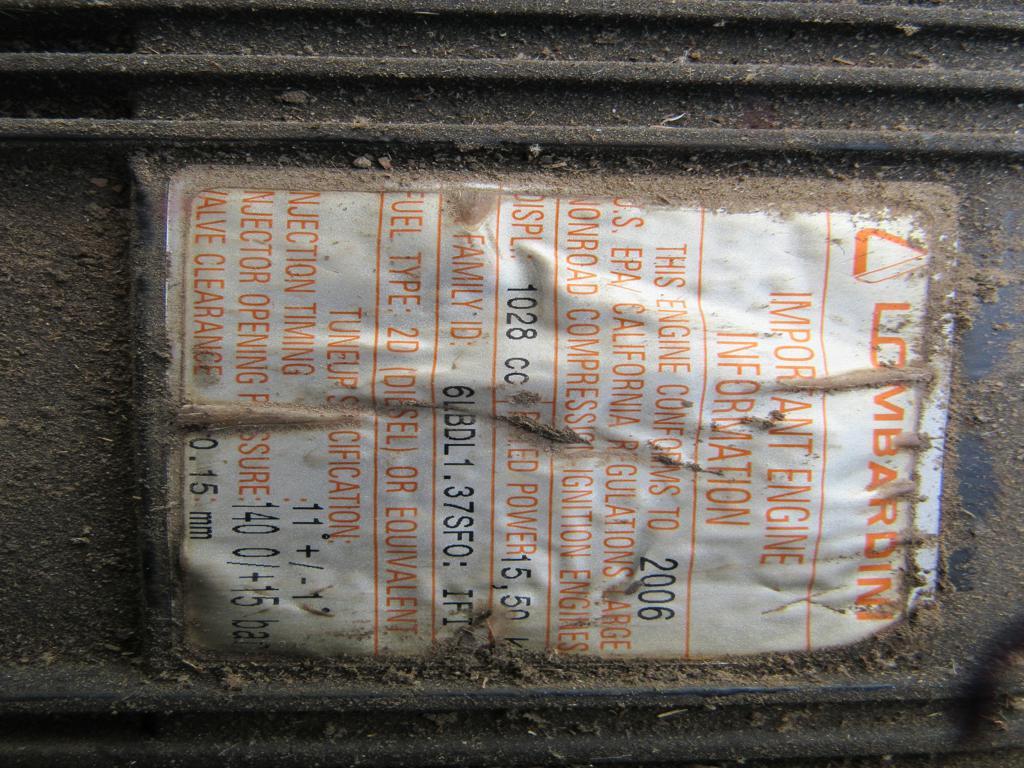 LOMBARDINI
IMPORTANT ENGINE
INFORMATION
THIS ENGINE CONFORMS TO 2006
U.S. EPA/ CALIFORNIA REGULATIONS LARGE
NONROAD COMPRESSION IGNITION ENGINES
DISPL. 1028 cc POWER 15,50
FAMILY ID: 6LBDL1.37SFO: IFI
FUEL TYPE: 2D (DIESEL) OR EQUIVALENT
TUNEUP SPECIFICATION:
INJECTION TIMING : 11° +/-1°
INJECTOR OPENING PRESSURE: 140 0/+15 bar
VALVE CLEARANCE 0.15 mm